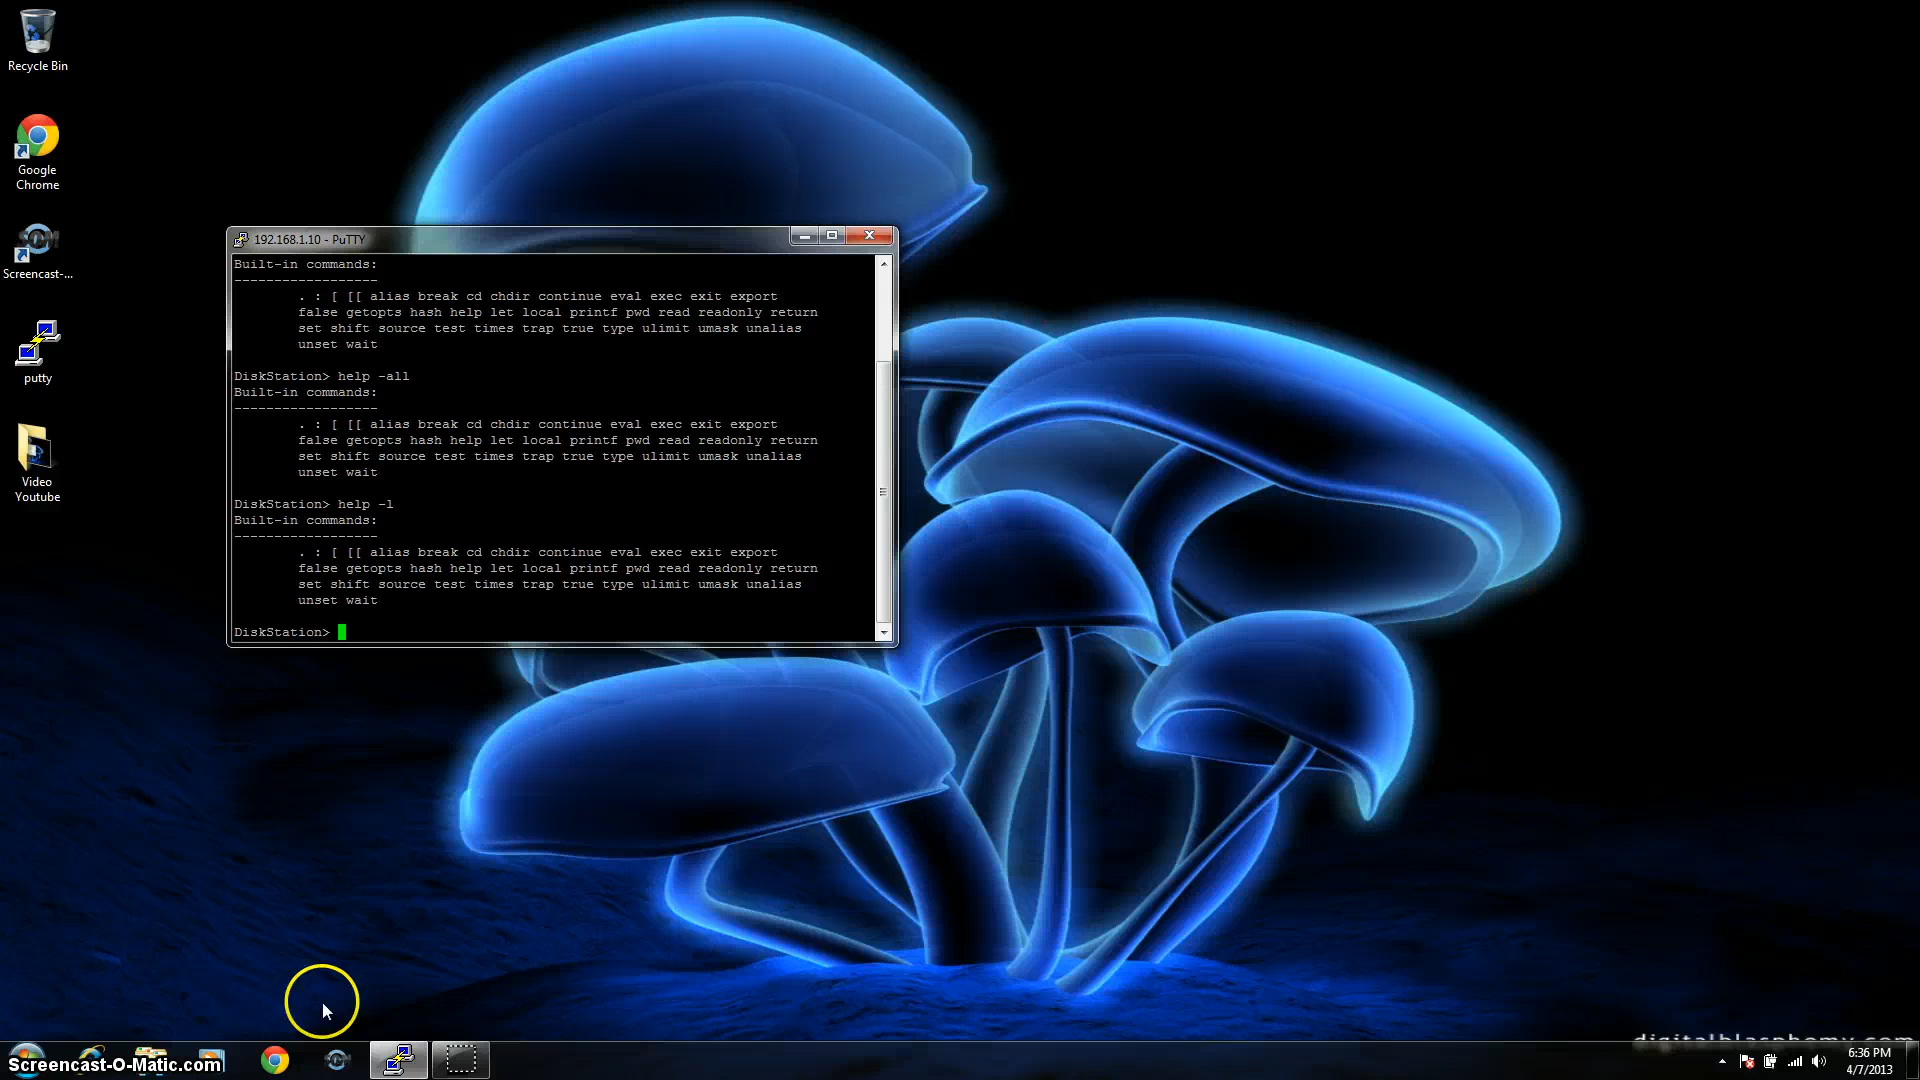 Recycle Bin
Google
Chrome
Screencast-...
putty
Video
Youtube
192.168.1.10 - PuTTY
Built-in commands:
------------------
. : [ [[ alias break cd chdir continue eval exec exit export
false getopts hash help let local printf pwd read readonly return
set shift source test times trap true type ulimit umask unalias
unset wait
DiskStation> help -all
Built-in commands:
------------------
. : [ [[ alias break cd chdir continue eval exec exit export
false getopts hash help let local printf pwd read readonly return
set shift source test times trap true type ulimit umask unalias
unset wait
DiskStation> help -l
Built-in commands:
------------------
. : [ [[ alias break cd chdir continue eval exec exit export
false getopts hash help let local printf pwd read readonly return
set shift source test times trap true type ulimit umask unalias
unset wait
DiskStation>
digitalblasphemy.com
Screencast-O-Matic.com
6:36 PM
4/7/2013